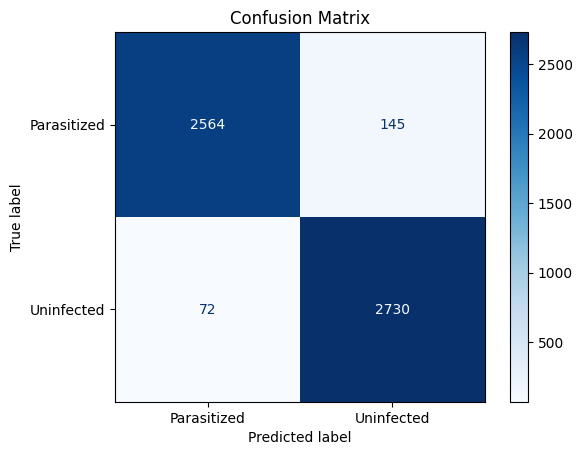 Confusion Matrix
True label
Parasitized
2564
145
Uninfected
72
2730
Parasitized
Uninfected
Predicted label
2500
2000
1500
1000
500